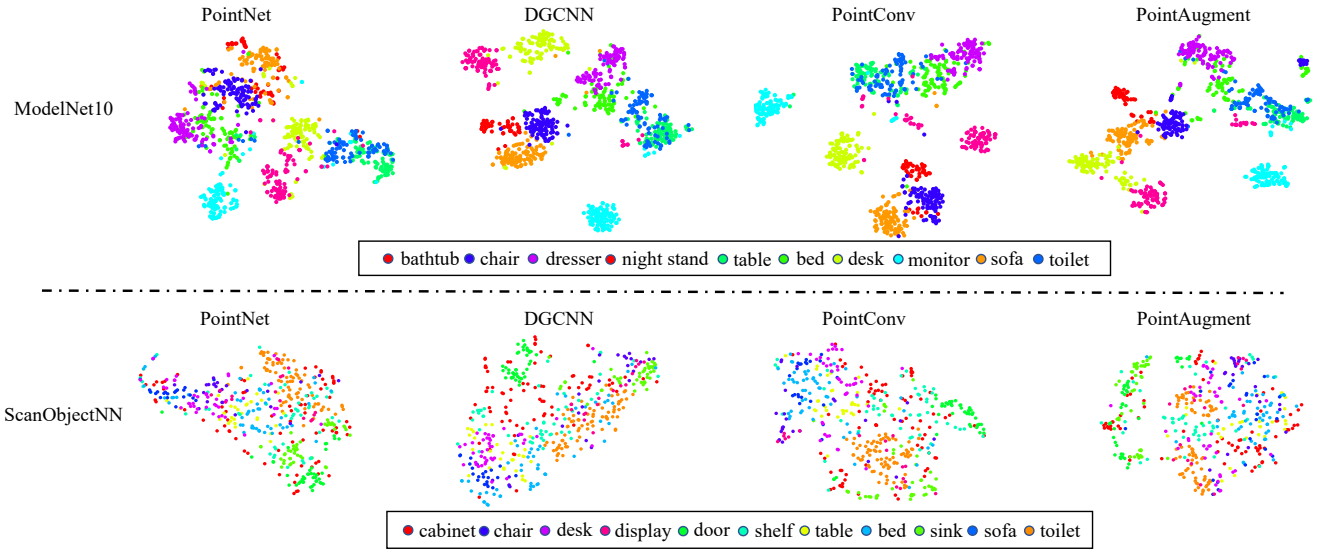 PointNet DGCNN PointConv PointAugment
ModelNet10
bathtub chair dresser night stand table bed desk monitor sofa toilet
PointNet DGCNN PointConv PointAugment
ScanObjectNN
cabinet chair desk display door shelf table bed sink sofa toilet